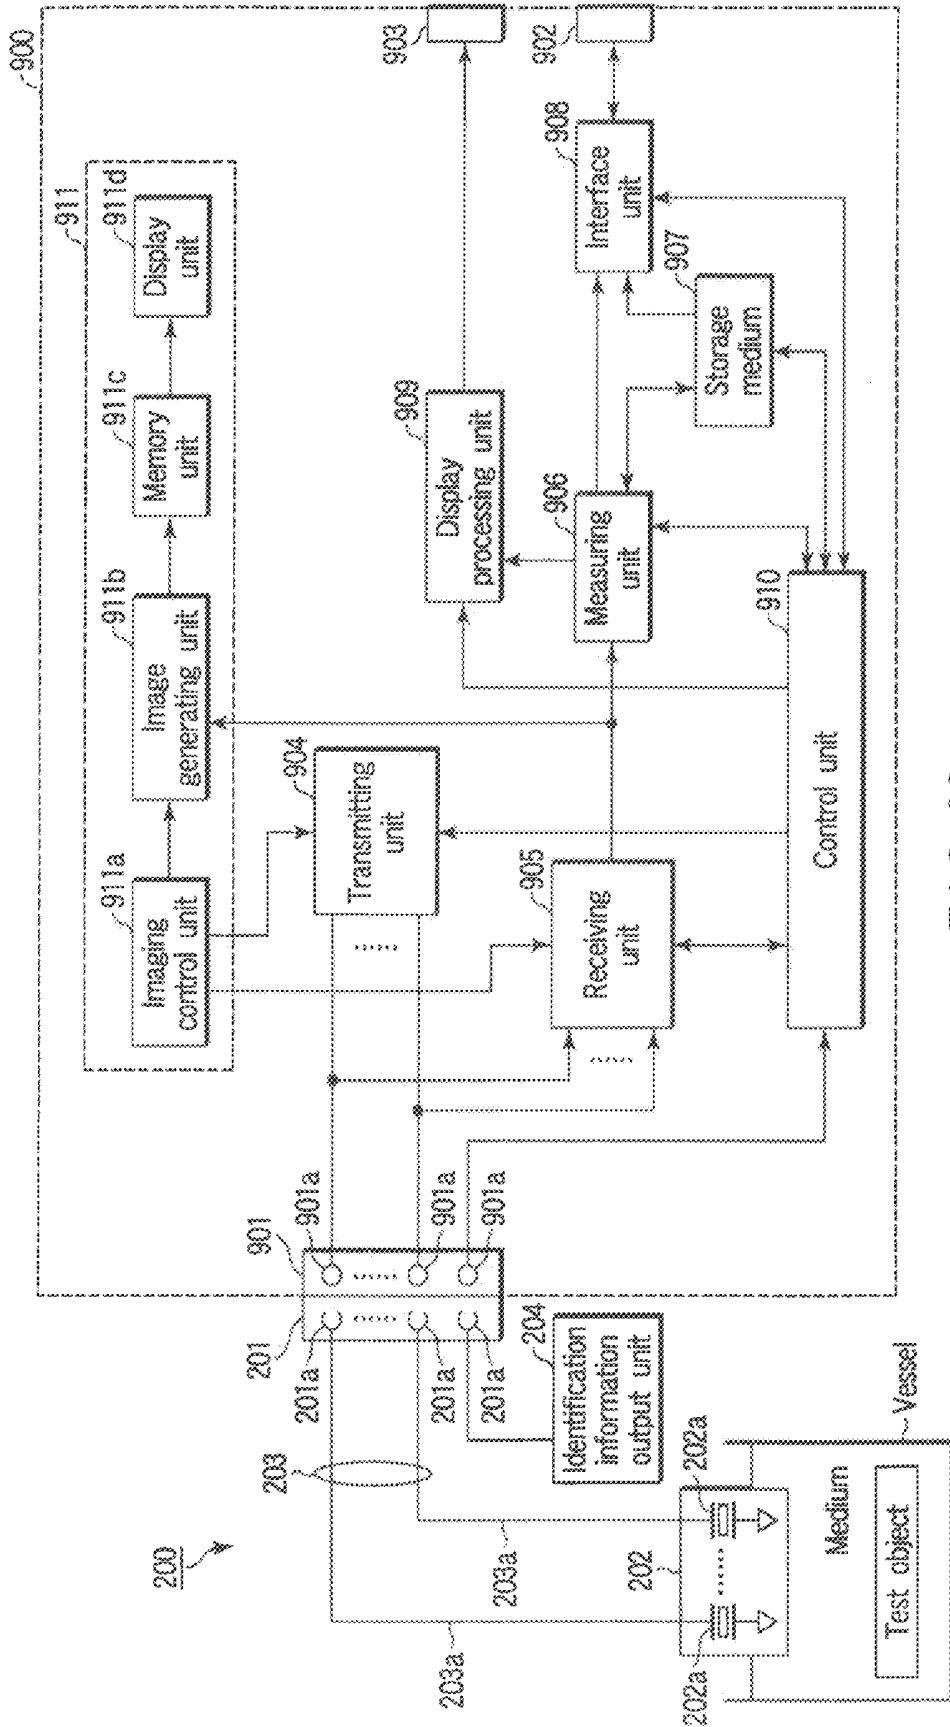 900
911
911a
Imaging
control unit
911b
Image
generating unit
911c
Memory
unit
911d
Display
unit
903
902
904
Transmitting
unit
909
Display
processing unit
908
Interface
unit
905
Receiving
unit
906
Measuring
unit
907
Storage
medium
910
Control unit
901
901a
901a
901a
201
201a
201a
201a
204
Identification
information
output unit
203
203a
203a
200
202
202a
202a
Medium
Test object
Vessel